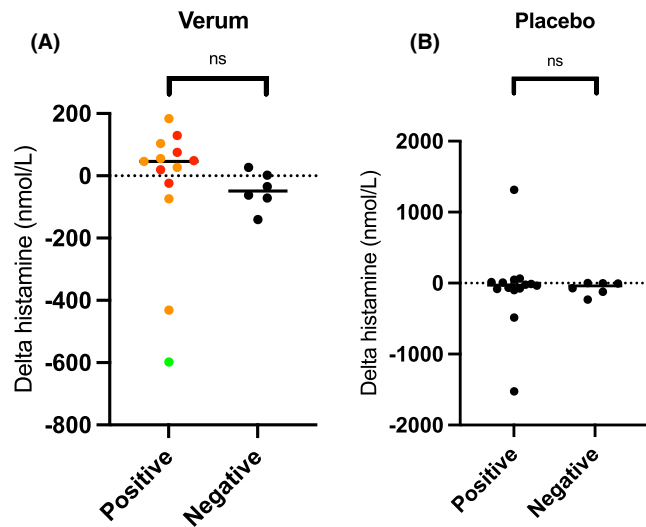 Verum
(A)
ns
Delta histamine (nmol/L)
200
0
-200
-400
-600
-800
Positive
Negative
Placebo
(B)
ns
Delta histamine (nmol/L)
2000
1000
0
-1000
-2000
Positive
Negative